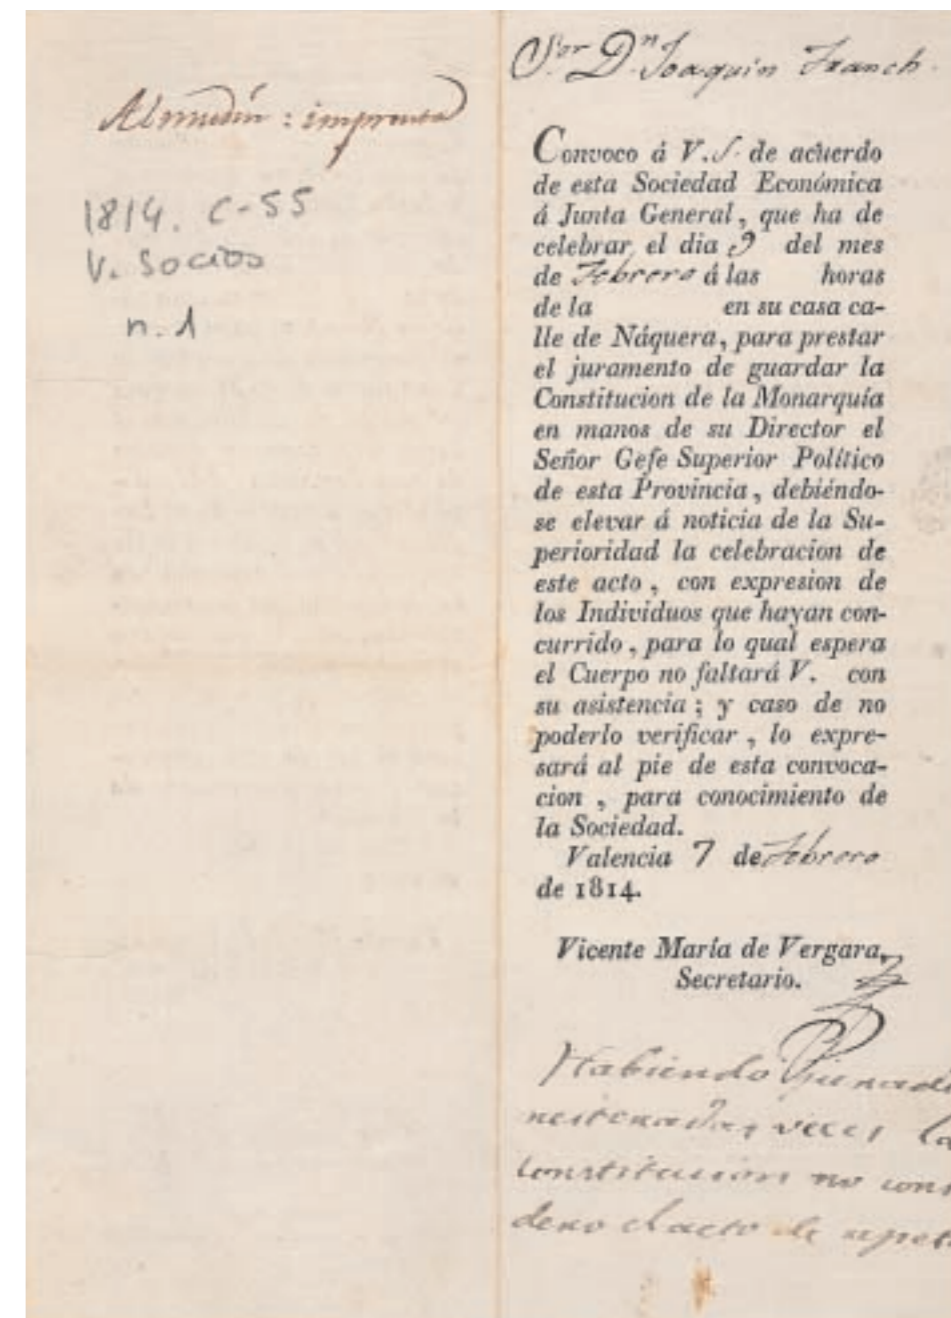 Almudín: imprenta
1814. C-55
V. Socios
n. 1
Sor Dn Joaquin Franch.
Convoco á V.S. de acuerdo
de esta Sociedad Económica
á Junta General, que ha de
celebrar el dia 9 del mes
de Febrero á las horas
de la en su casa ca-
lle de Náquera, para prestar
el juramento de guardar la
Constitucion de la Monarquía
en manos de su Director el
Señor Gefe Superior Político
de esta Provincia, debiéndo-
se elevar á noticia de la Su-
perioridad la celebracion de
este acto, con expresion de
los Individuos que hayan con-
currido, para lo qual espera
el Cuerpo no faltará V. con
su asistencia; y caso de no
poderlo verificar, lo expre-
sará al pie de esta convoca-
cion, para conocimiento de
la Sociedad.
Valencia 7 de Febrero
de 1814.
Vicente María de Vergara,
Secretario.
Habiendo
veces la
Constitucion no consi
dero el acto de